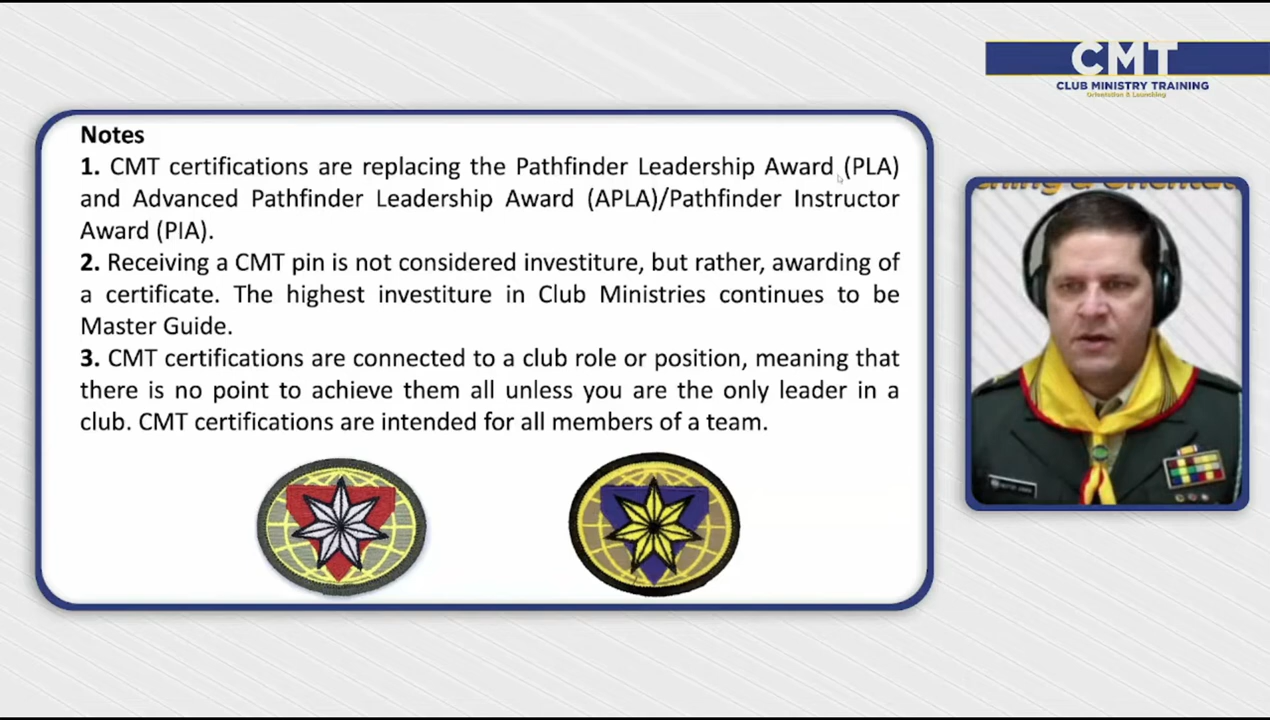 CMT
CLUB MINISTRY TRAINING
Orientation & Launching
Notes
1. CMT certifications are replacing the Pathfinder Leadership Award (PLA)
and Advanced Pathfinder Leadership Award (APLA)/Pathfinder Instructor
Award (PIA).
2. Receiving a CMT pin is not considered investiture, but rather, awarding of
a certificate. The highest investiture in Club Ministries continues to be
Master Guide.
3. CMT certifications are connected to a club role or position, meaning that
there is no point to achieve them all unless you are the only leader in a
club. CMT certifications are intended for all members of a team.